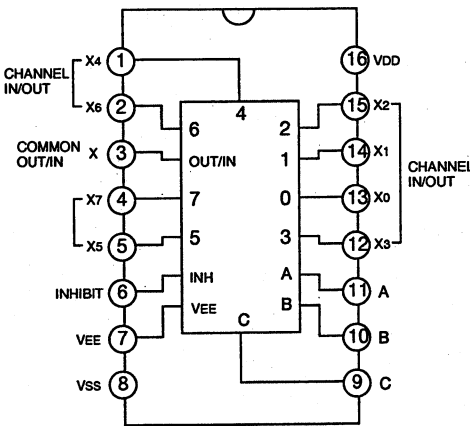 X4 1 16 VDD
CHANNEL
IN/OUT
4
X6 2 6 2 15 X2
COMMON
OUT/IN
X 3 OUT/IN 1 14 X1
CHANNEL
IN/OUT
X7 4 7 0 13 X0
X5 5 5 3 12 X3
INHIBIT 6 INH A 11 A
VEE 7 VEE B 10 B
C
VSS 8 9 C